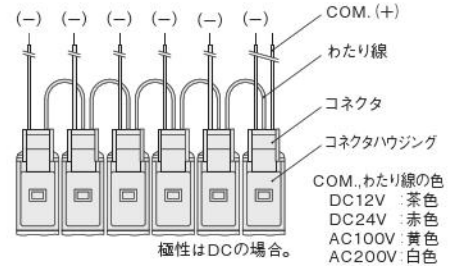 (−) (−) (−) (−) (−) (−)
COM.(+)
わたり線
コネクタ
コネクタハウジング
COM.,わたり線の色
DC12V :茶色
DC24V :赤色
AC100V:黄色
AC200V:白色
極性はDCの場合。